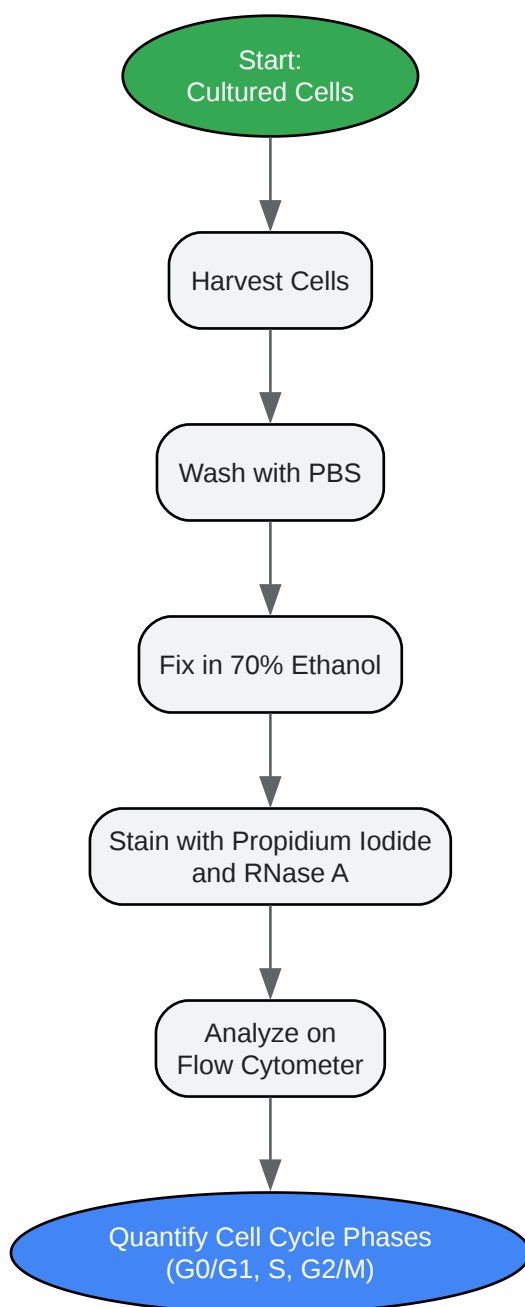 Start:
Cultured Cells
Harvest Cells
Wash with PBS
Fix in 70% Ethanol
Stain with Propidium Iodide
and RNase A
Analyze on
Flow Cytometer
Quantify Cell Cycle Phases
(G0/G1, S, G2/M)